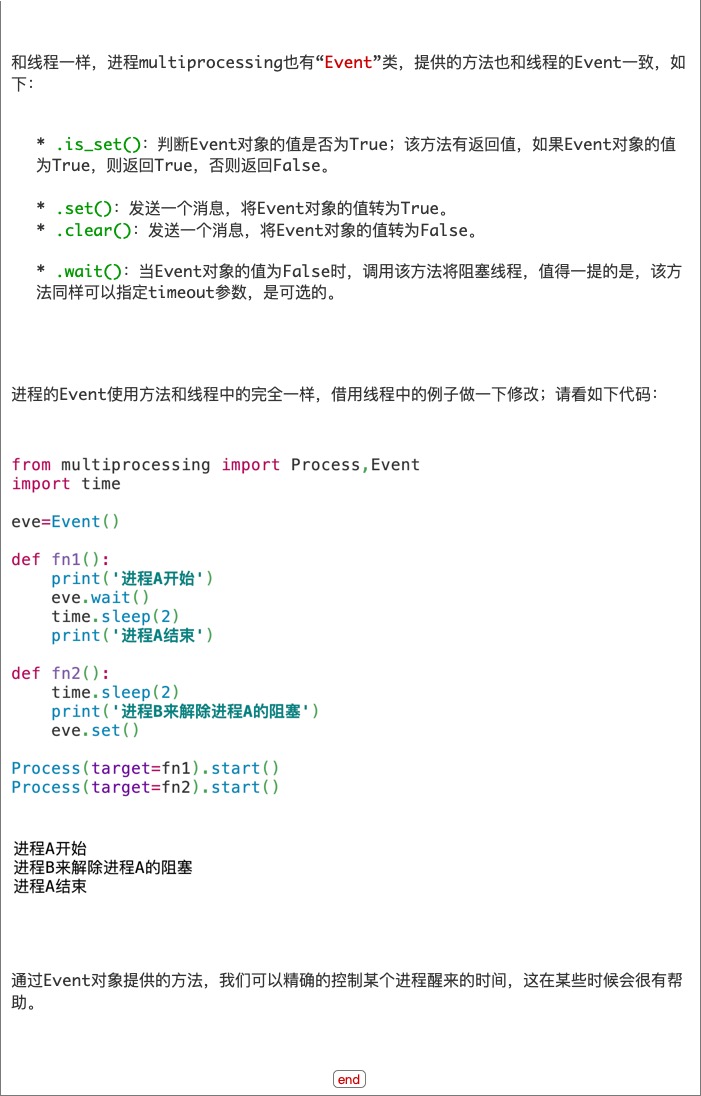 和线程一样，进程multiprocessing也有“Event”类，提供的方法也和线程的Event一致，如
下：
* .is_set()：判断Event对象的值是否为True；该方法有返回值，如果Event对象的值
为True，则返回True，否则返回False。
* .set()：发送一个消息，将Event对象的值转为True。
* .clear()：发送一个消息，将Event对象的值转为False。
* .wait()：当Event对象的值为False时，调用该方法将阻塞线程，值得一提的是，该方
法同样可以指定timeout参数，是可选的。
进程的Event使用方法和线程中的完全一样，借用线程中的例子做一下修改；请看如下代码：
from multiprocessing import Process,Event
import time
eve=Event()
def fn1():
    print('进程A开始')
    eve.wait()
    time.sleep(2)
    print('进程A结束')
def fn2():
    time.sleep(2)
    print('进程B来解除进程A的阻塞')
    eve.set()
Process(target=fn1).start()
Process(target=fn2).start()
进程A开始
进程B来解除进程A的阻塞
进程A结束
通过Event对象提供的方法，我们可以精确的控制某个进程醒来的时间，这在某些时候会很有帮
助。
end